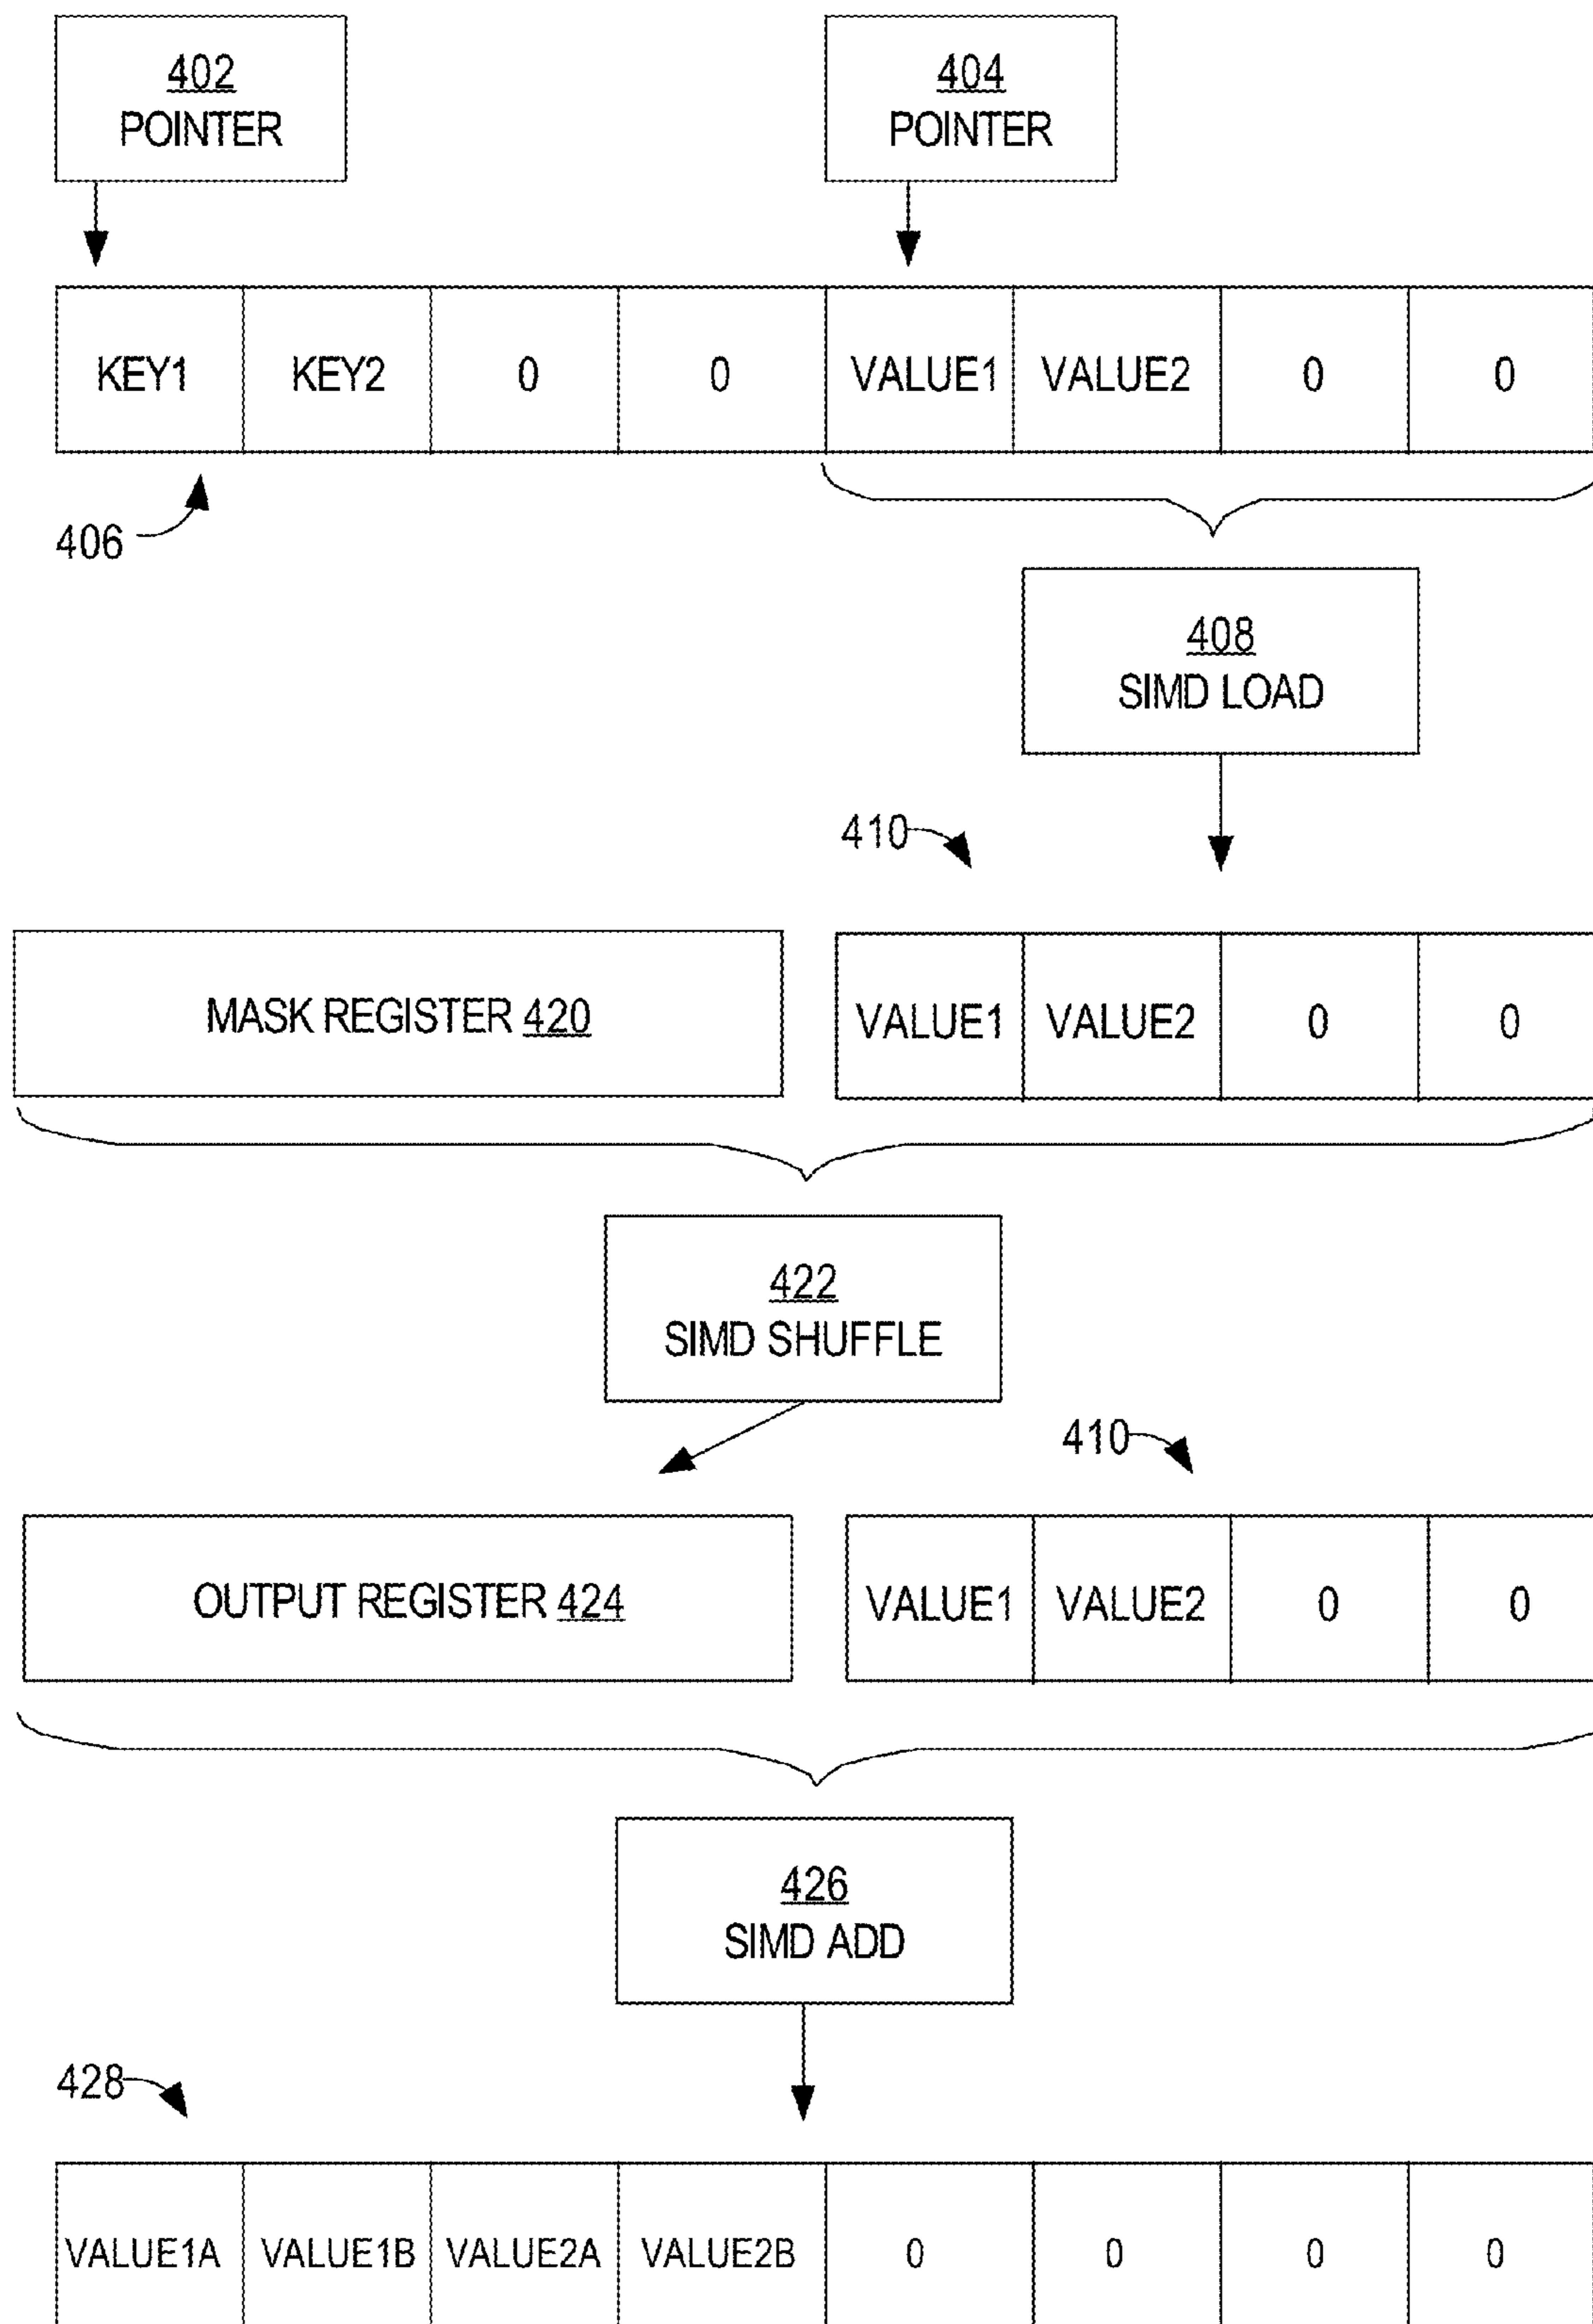 402 404
POINTER POINTER
KEY1 KEY2 0 0 VALUE1 VALUE2 0 0
406
408
SIMD LOAD
410
MASK REGISTER 420 VALUE1 VALUE2 0 0
422
SIMD SHUFFLE
410
OUTPUT REGISTER 424 VALUE1 VALUE2 0 0
426
SIMD ADD
428
VALUE1A VALUE1B VALUE2A VALUE2B 0 0 0 0